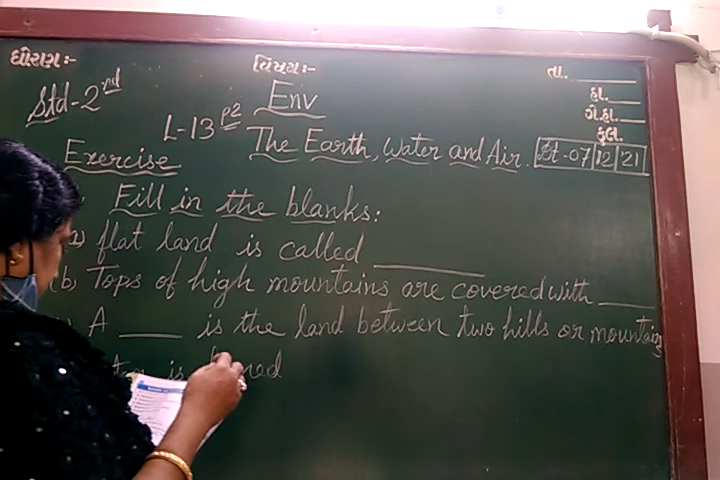 ધોરણ:-
વિષય:-
તા.
હા.
ગે.હા.
કુલ.
Std-2nd
Env
L-13 P2 The Earth, Water and Air. Dt-07/12/21
Exercise
Fill in the blanks:
a) flat land is called ________
(b) Tops of high mountains are covered with ____
A ____ is the land between two hills or mountains
is